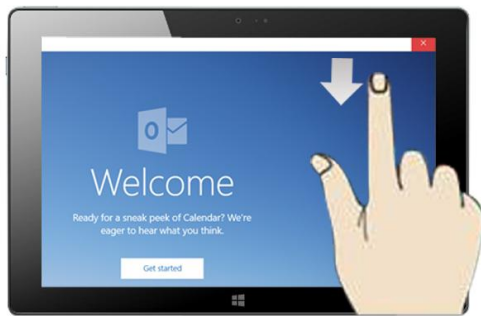 Welcome
Ready for a sneak peek of Calendar? We're
eager to hear what you think.
Get started